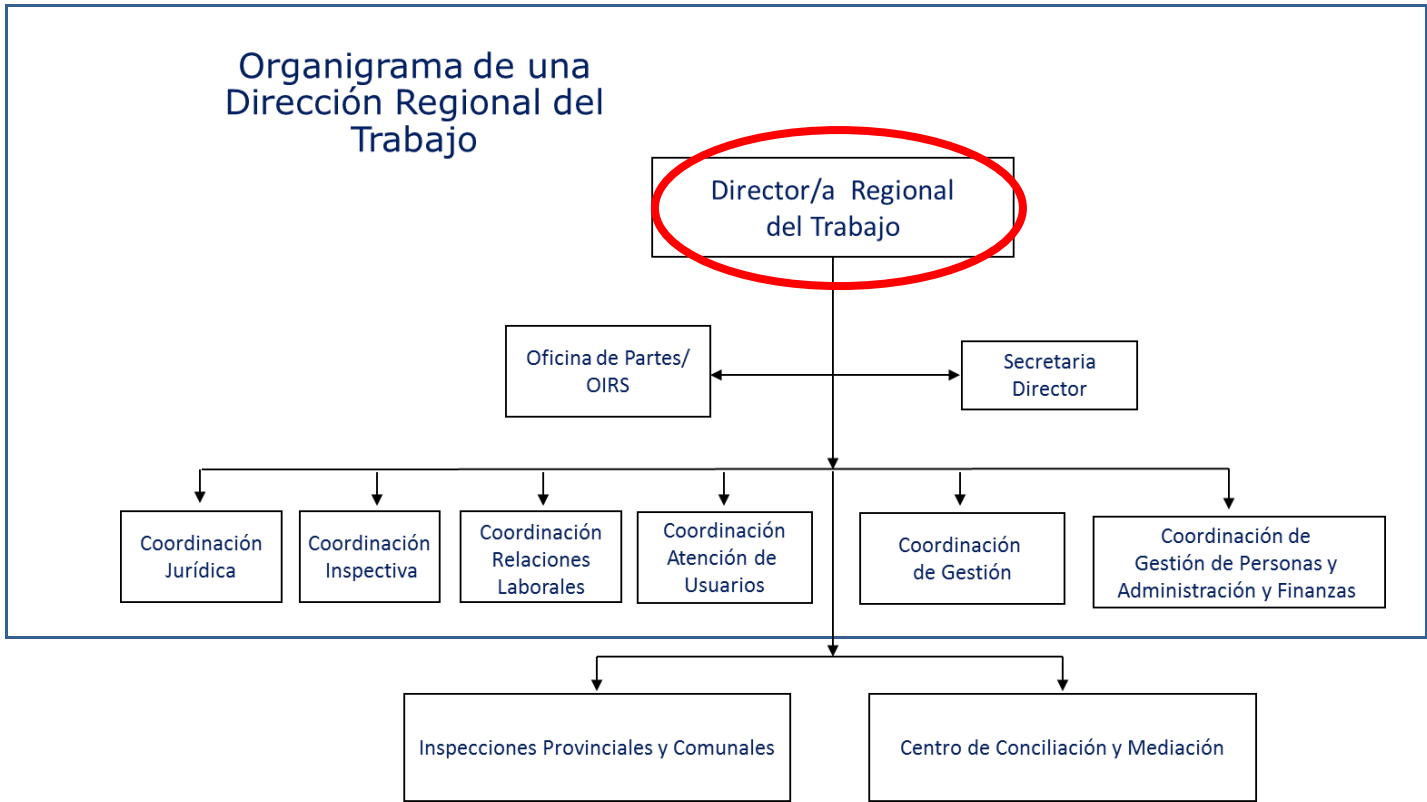 Organigrama de una
Dirección Regional del
Trabajo
Director/a Regional
del Trabajo
Oficina de Partes/
OIRS
Secretaria
Director
Coordinación
Jurídica
Coordinación
Inspectiva
Coordinación
Relaciones
Laborales
Coordinación
Atención de
Usuarios
Coordinación
de Gestión
Coordinación de
Gestión de Personas y
Administración y Finanzas
Inspecciones Provinciales y Comunales
Centro de Conciliación y Mediación